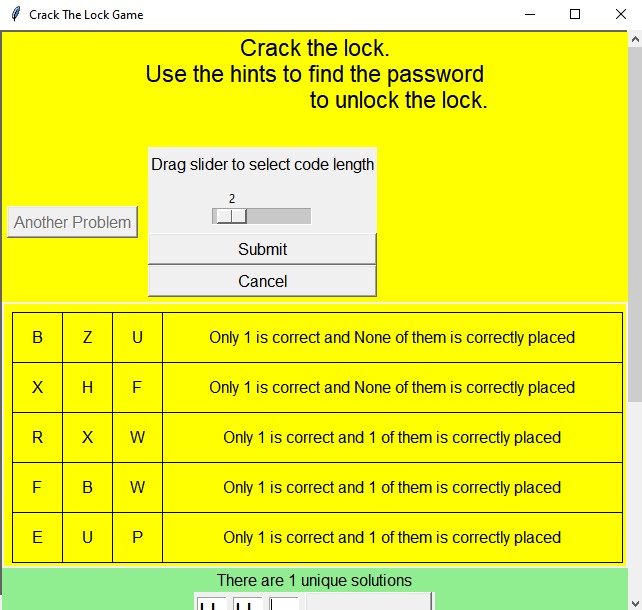 Crack The Lock Game
Crack the lock.
Use the hints to find the password
to unlock the lock.
Drag slider to select code length
2
Another Problem
Submit
Cancel
B Z U Only 1 is correct and None of them is correctly placed
X H F Only 1 is correct and None of them is correctly placed
R X W Only 1 is correct and 1 of them is correctly placed
F B W Only 1 is correct and 1 of them is correctly placed
E U P Only 1 is correct and 1 of them is correctly placed
There are 1 unique solutions